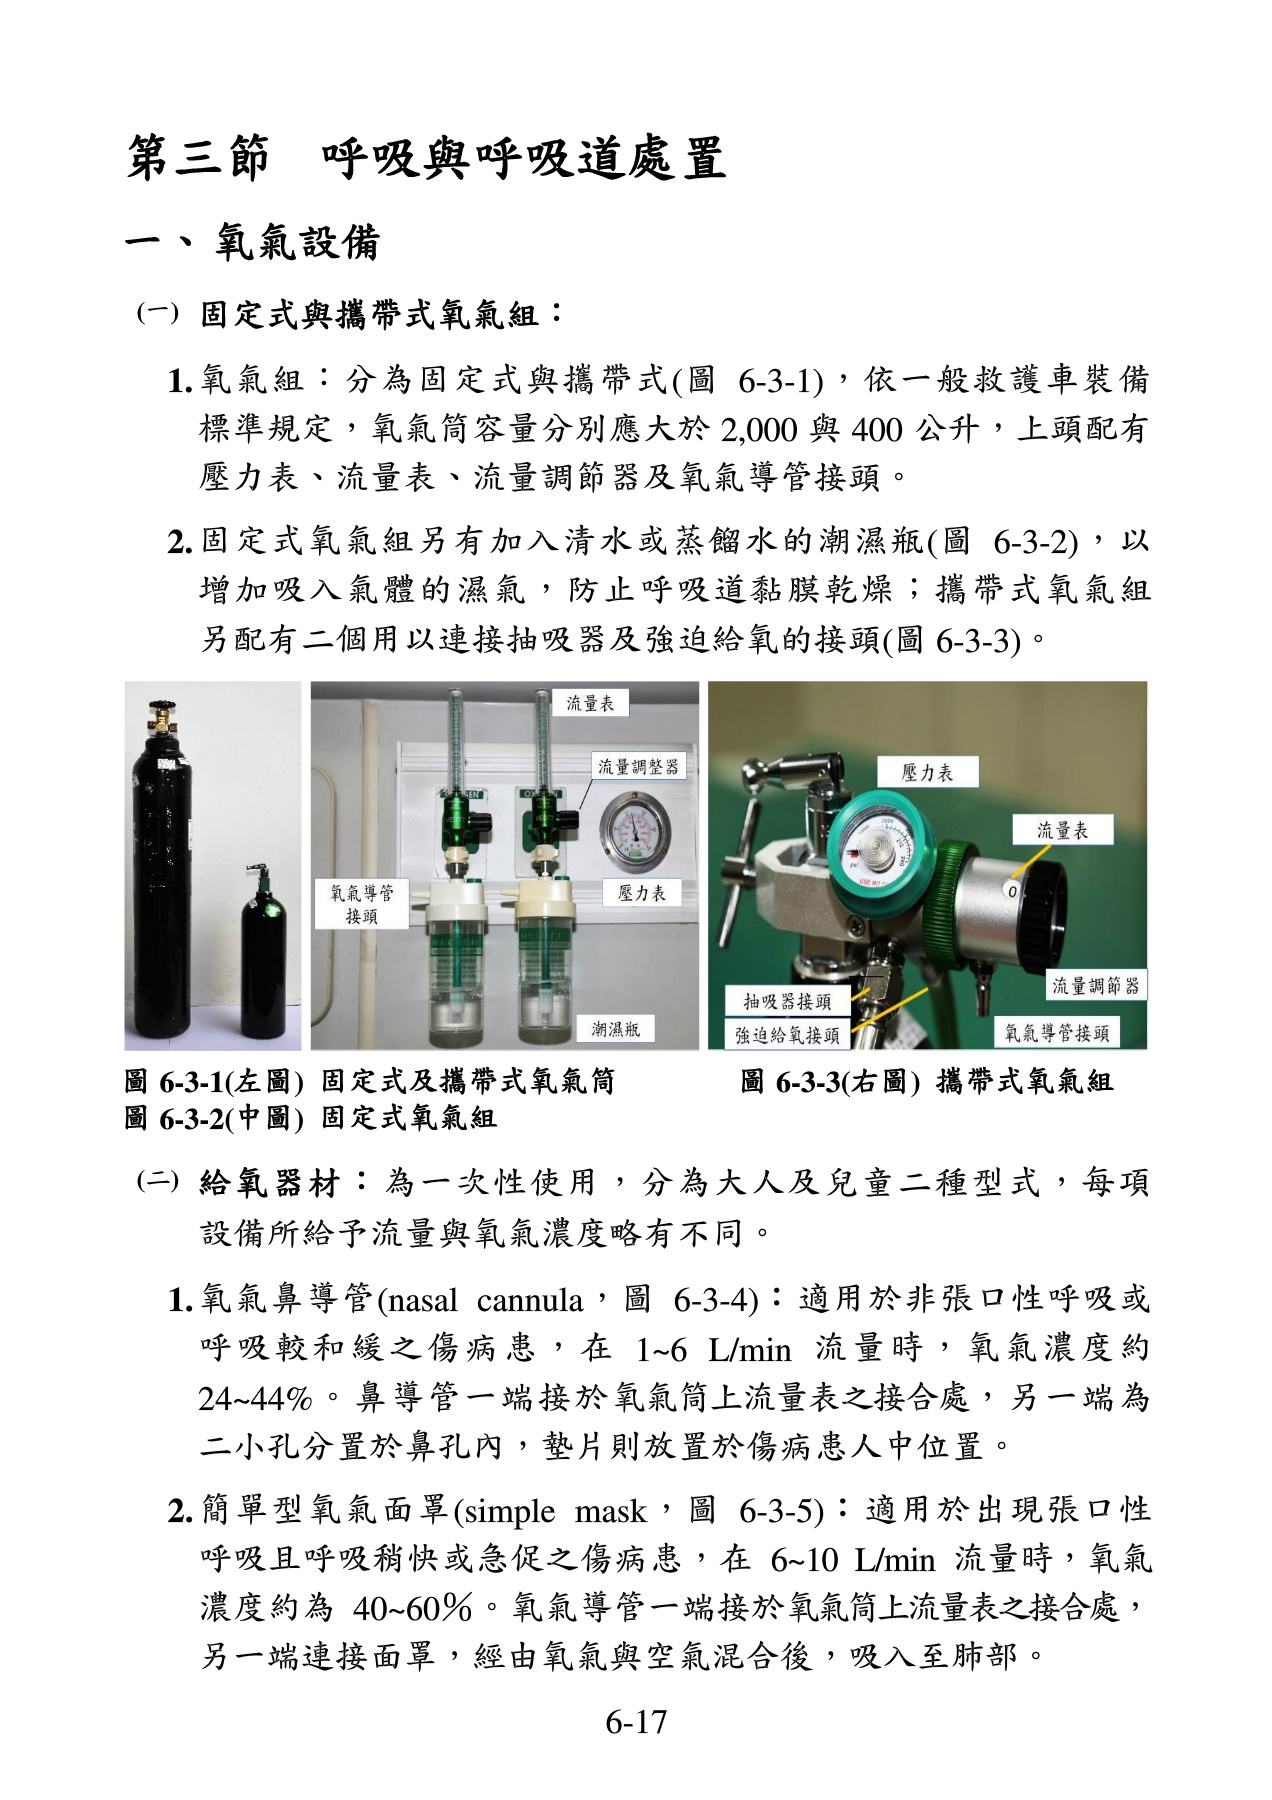 第三節　呼吸與呼吸道處置
一、氧氣設備
(一) 固定式與攜帶式氧氣組：
1. 氧氣組：分為固定式與攜帶式(圖 6-3-1)，依一般救護車裝備
標準規定，氧氣筒容量分別應大於 2,000 與 400 公升，上頭配有
壓力表、流量表、流量調節器及氧氣導管接頭。
2. 固定式氧氣組另有加入清水或蒸餾水的潮濕瓶(圖 6-3-2)，以
增加吸入氣體的濕氣，防止呼吸道黏膜乾燥；攜帶式氧氣組
另配有二個用以連接抽吸器及強迫給氧的接頭(圖 6-3-3)。
流量表
流量調整器
氧氣導管
接頭
壓力表
潮濕瓶
壓力表
流量表
0
流量調節器
抽吸器接頭
強迫給氧接頭
氧氣導管接頭
圖 6-3-1(左圖) 固定式及攜帶式氧氣筒
圖 6-3-3(右圖) 攜帶式氧氣組
圖 6-3-2(中圖) 固定式氧氣組
(二) 給氧器材：為一次性使用，分為大人及兒童二種型式，每項
設備所給予流量與氧氣濃度略有不同。
1. 氧氣鼻導管(nasal cannula，圖 6-3-4)：適用於非張口性呼吸或
呼吸較和緩之傷病患，在 1~6 L/min 流量時，氧氣濃度約
24~44%。鼻導管一端接於氧氣筒上流量表之接合處，另一端為
二小孔分置於鼻孔內，墊片則放置於傷病患人中位置。
2. 簡單型氧氣面罩(simple mask，圖 6-3-5)：適用於出現張口性
呼吸且呼吸稍快或急促之傷病患，在 6~10 L/min 流量時，氧氣
濃度約為 40~60%。氧氣導管一端接於氧氣筒上流量表之接合處，
另一端連接面罩，經由氧氣與空氣混合後，吸入至肺部。
6-17